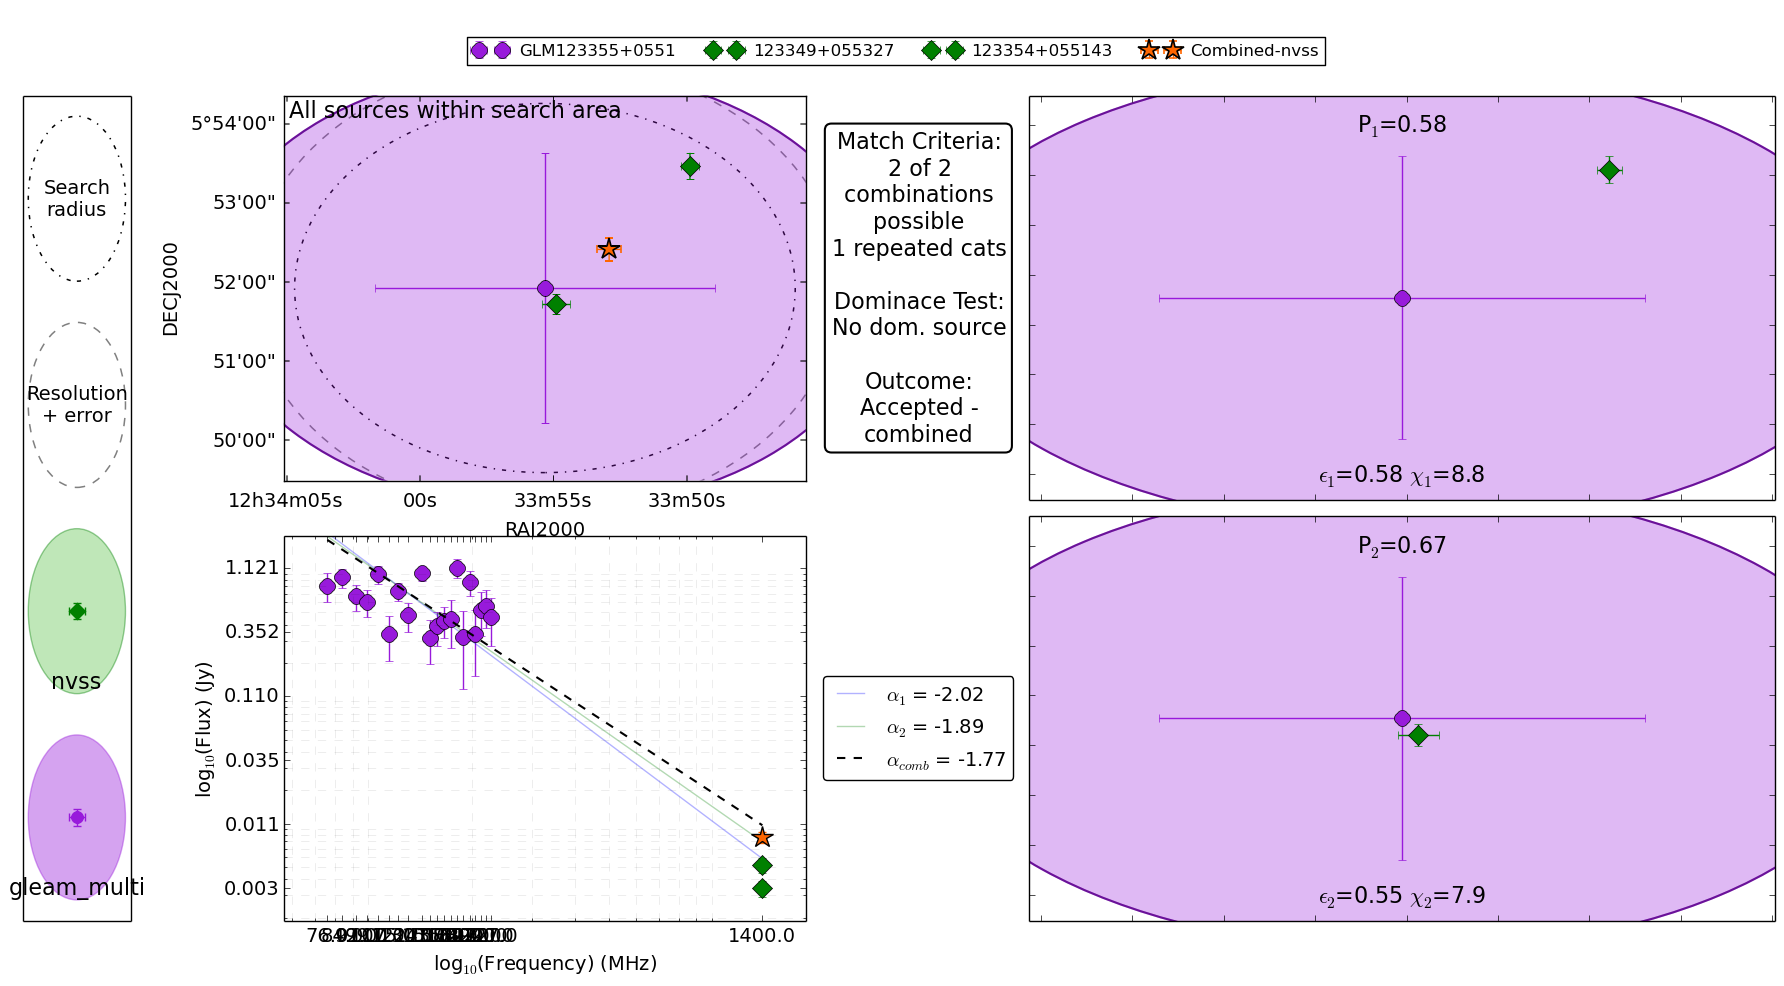 GLM123355+0551 123349+055327 123354+055143 Combined-nvss
Search
radius
Resolution
+ error
nvss
gleam_multi
All sources within search area
5°54'00"
53'00"
52'00"
51'00"
50'00"
DECJ2000
12h34m05s 00s 33m55s 33m50s
RAJ2000
Match Criteria:
2 of 2
combinations
possible
1 repeated cats
Dominace Test:
No dom. source
Outcome:
Accepted -
combined
P1=0.58
ϵ1=0.58 χ1=8.8
P2=0.67
ϵ2=0.55 χ2=7.9
1.121
0.352
0.110
0.035
0.011
0.003
log10(Flux) (Jy)
1400.0
log10(Frequency) (MHz)
α1 = -2.02
α2 = -1.89
αcomb = -1.77